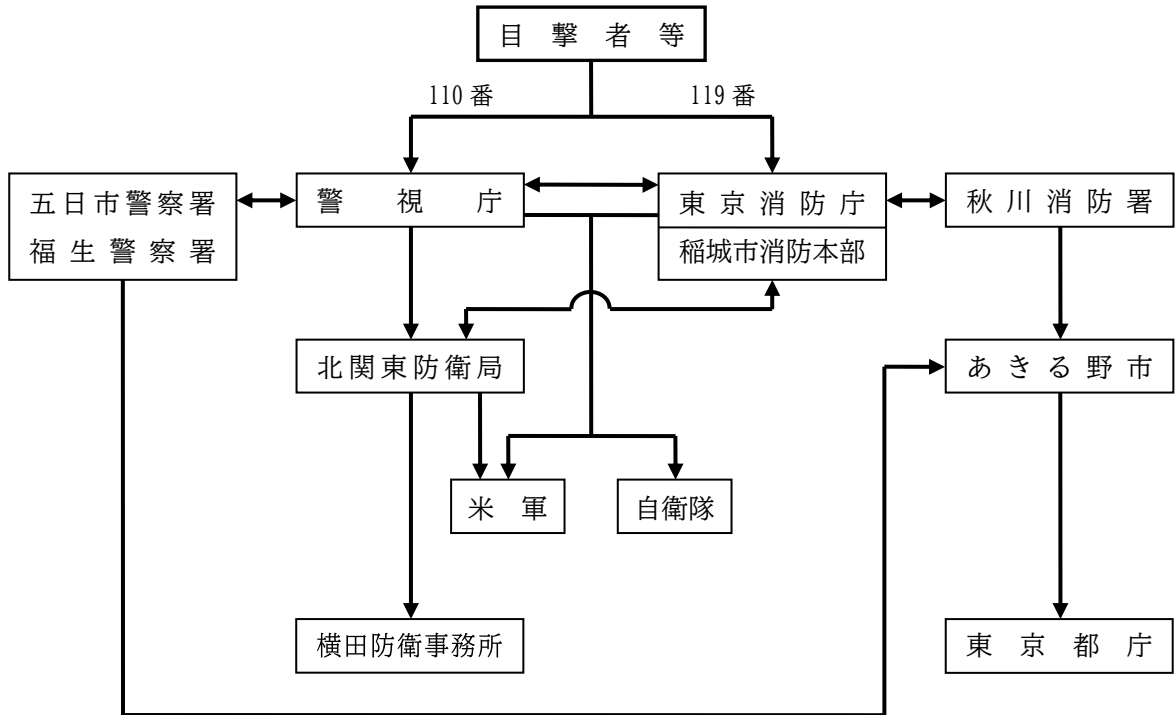 目撃者等
110番
119番
五日市警察署
福生警察署
警視庁
東京消防庁
稲城市消防本部
秋川消防署
北関東防衛局
あきる野市
米軍
自衛隊
横田防衛事務所
東京都庁